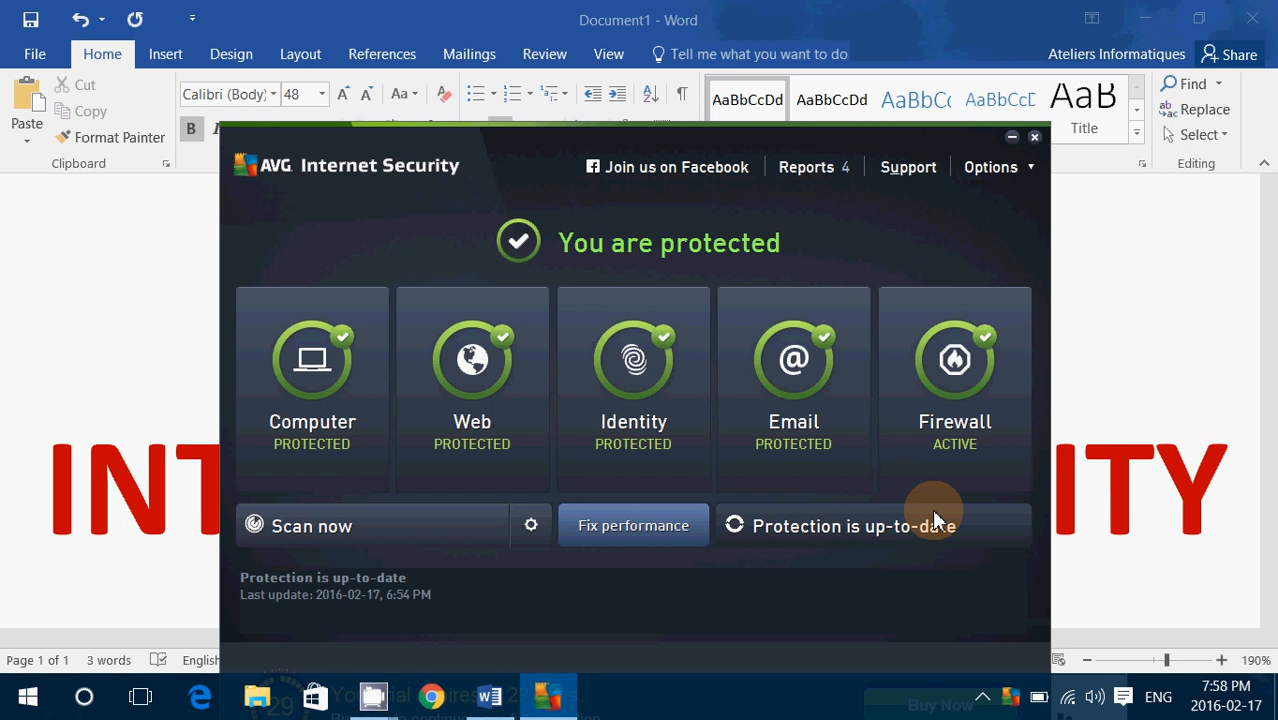 Document1 - Word
File Home Insert Design Layout References Mailings Review View Tell me what you want to do Ateliers Informatiques Share
Paste
Cut
Copy
Format Painter
Clipboard
Calibri (Body) 48 Aa
B
AaBbCcDd AaBbCcDd AaBbCc AaBbCcD AaB
Title
Find
Replace
Select
Editing
AVG Internet Security
Join us on Facebook Reports 4 Support Options
You are protected
Computer Web Identity Email Firewall
PROTECTED PROTECTED PROTECTED PROTECTED ACTIVE
INT ITY
Scan now Fix performance Protection is up-to-date
Protection is up-to-date
Last update: 2016-02-17, 6:54 PM
Page 1 of 1 3 words English 190%
29
Buy Now
ENG
7:58 PM
2016-02-17